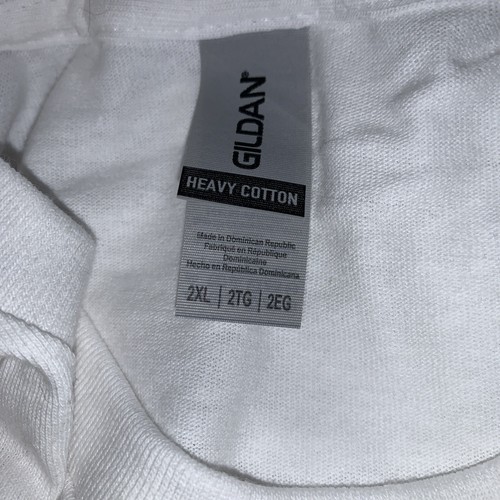 GILDAN®
HEAVY COTTON
Made in Dominican Republic
Fabriqué en République
Dominicaine
Hecho en República Dominicana
2XL | 2TG | 2EG